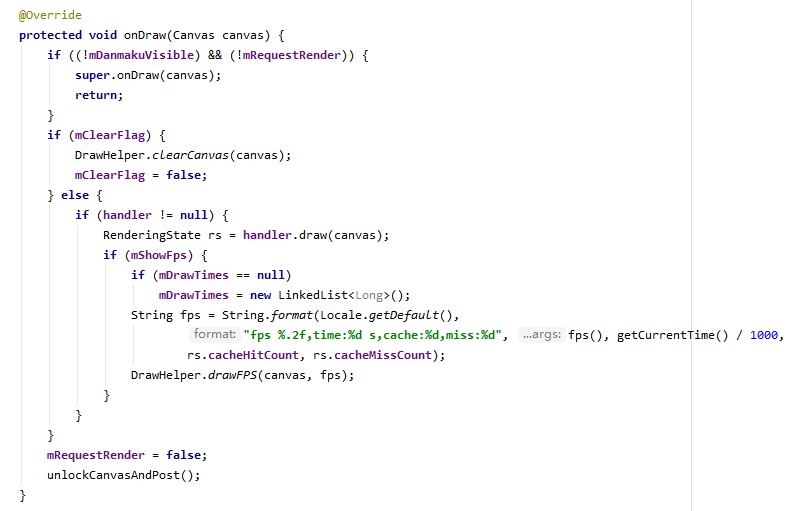 @Override
protected void onDraw(Canvas canvas) {
    if ((!mDanmakuVisible) && (!mRequestRender)) {
        super.onDraw(canvas);
        return;
    }
    if (mClearFlag) {
        DrawHelper.clearCanvas(canvas);
        mClearFlag = false;
    } else {
        if (handler != null) {
            RenderingState rs = handler.draw(canvas);
            if (mShowFps) {
                if (mDrawTimes == null)
                    mDrawTimes = new LinkedList<Long>();
                String fps = String.format(Locale.getDefault(),
                        format: "fps %.2f,time:%d s,cache:%d,miss:%d", ...args: fps(), getCurrentTime() / 1000,
                        rs.cacheHitCount, rs.cacheMissCount);
                DrawHelper.drawFPS(canvas, fps);
            }
        }
    }
    mRequestRender = false;
    unlockCanvasAndPost();
}